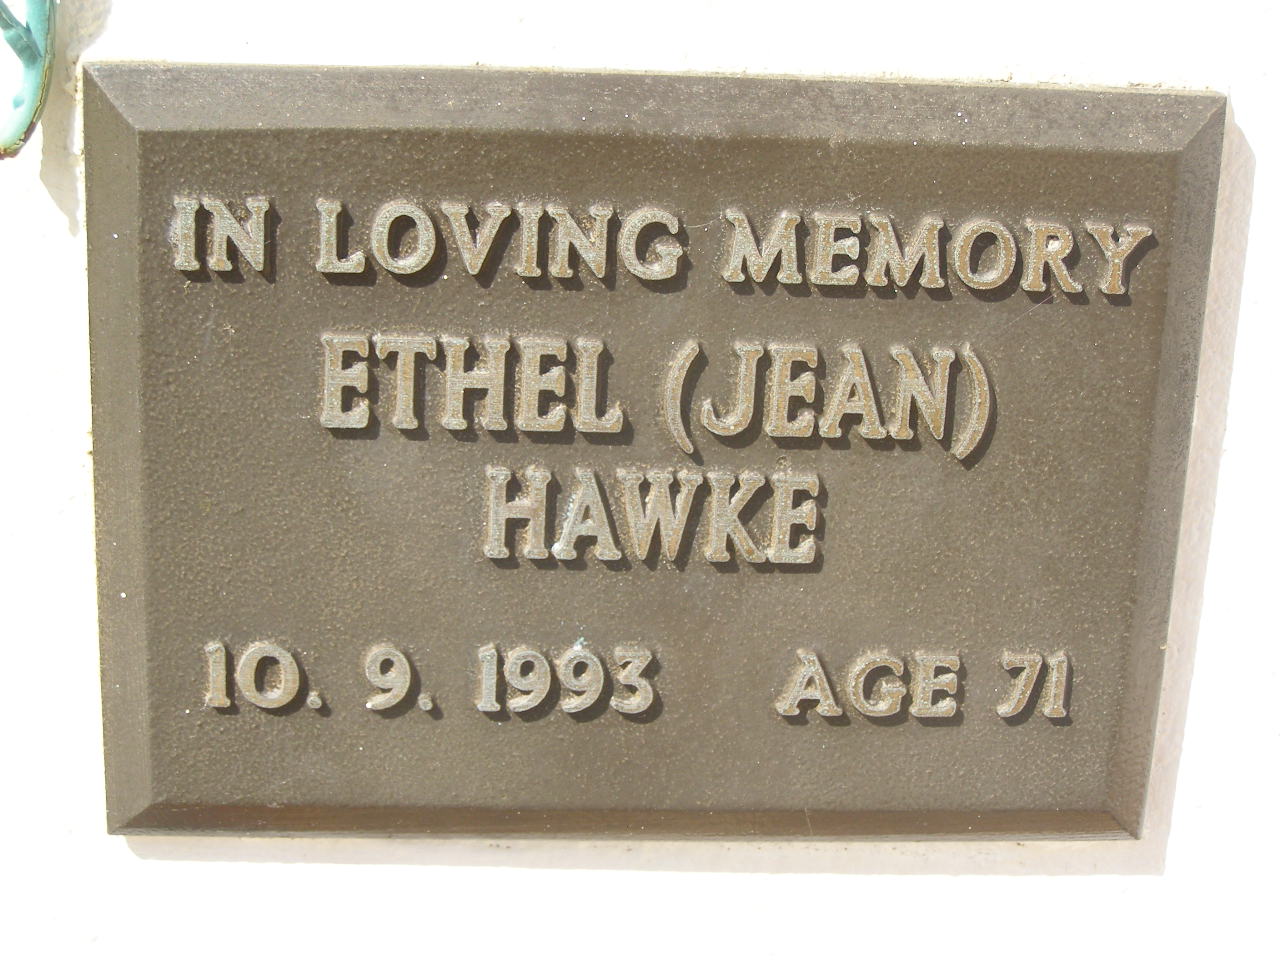 IN LOVING MEMORY
ETHEL (JEAN)
HAWKE
10. 9. 1993 AGE 71